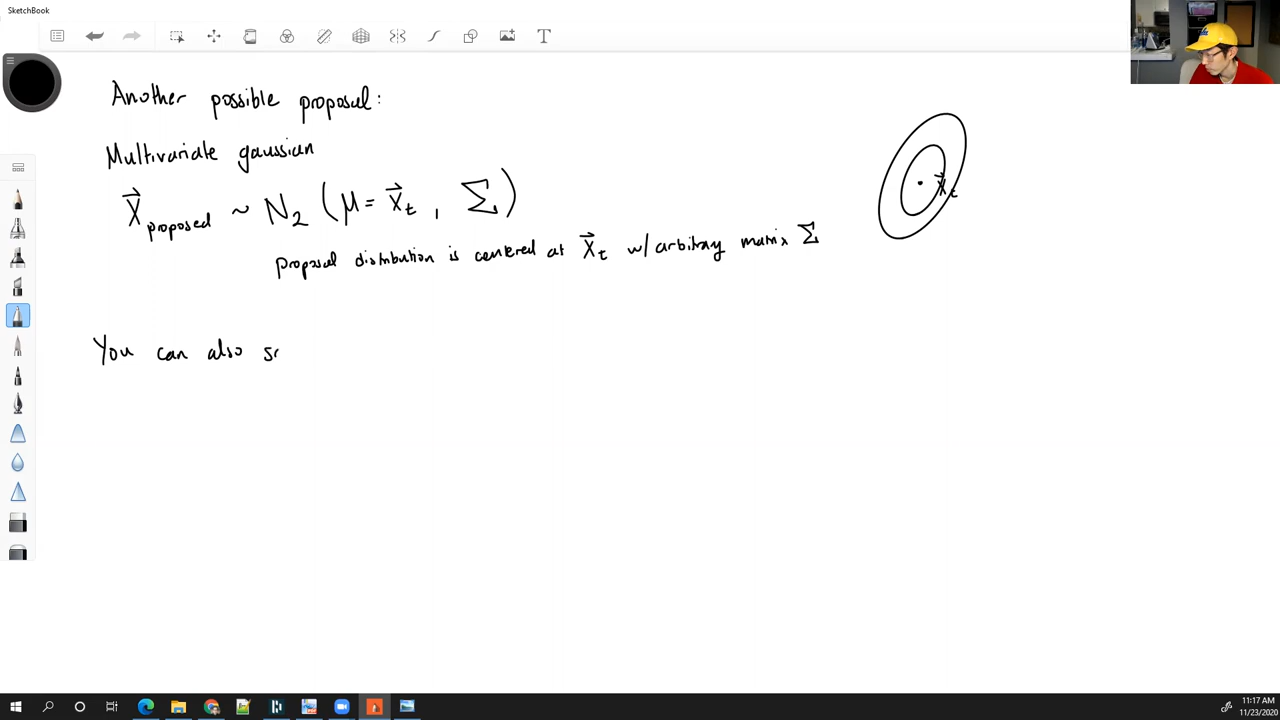 SketchBook
Another possible proposal:
Multivariate gaussian
X⃗proposed ~ N₂ (μ = X⃗t , Σ)
proposal distribution is centered at X⃗t w/ arbitrary matrix Σ
X⃗t
You can also
11:17 AM
11/23/2020